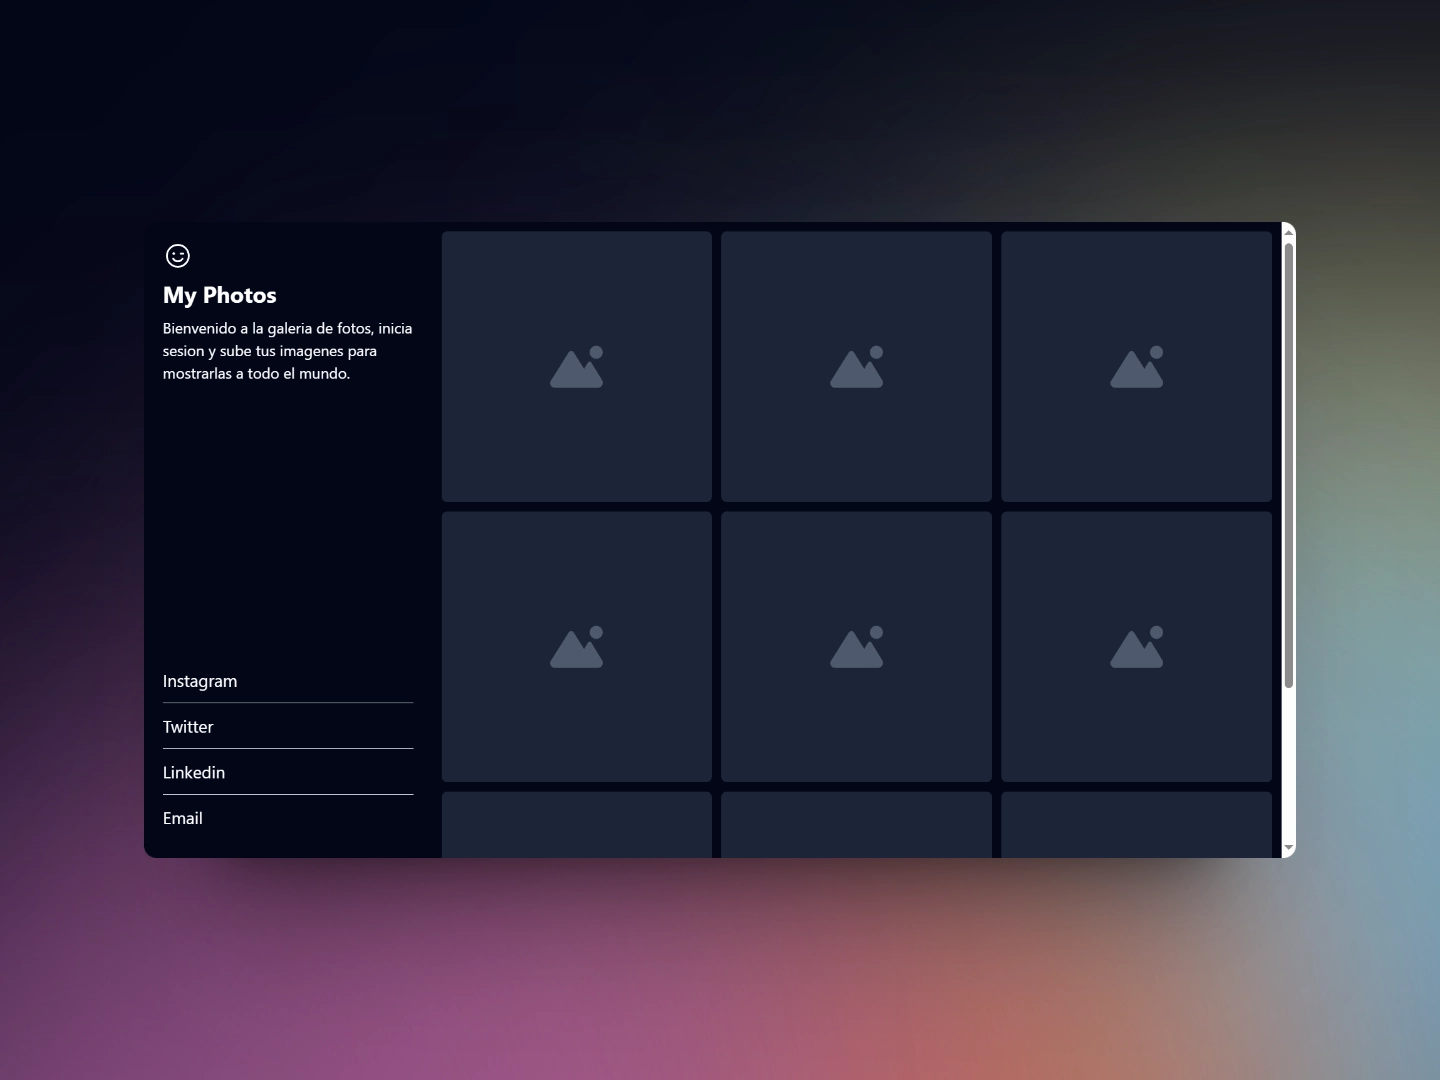 My Photos
Bienvenido a la galeria de fotos, inicia
sesion y sube tus imagenes para
mostrarlas a todo el mundo.
Instagram
Twitter
Linkedin
Email